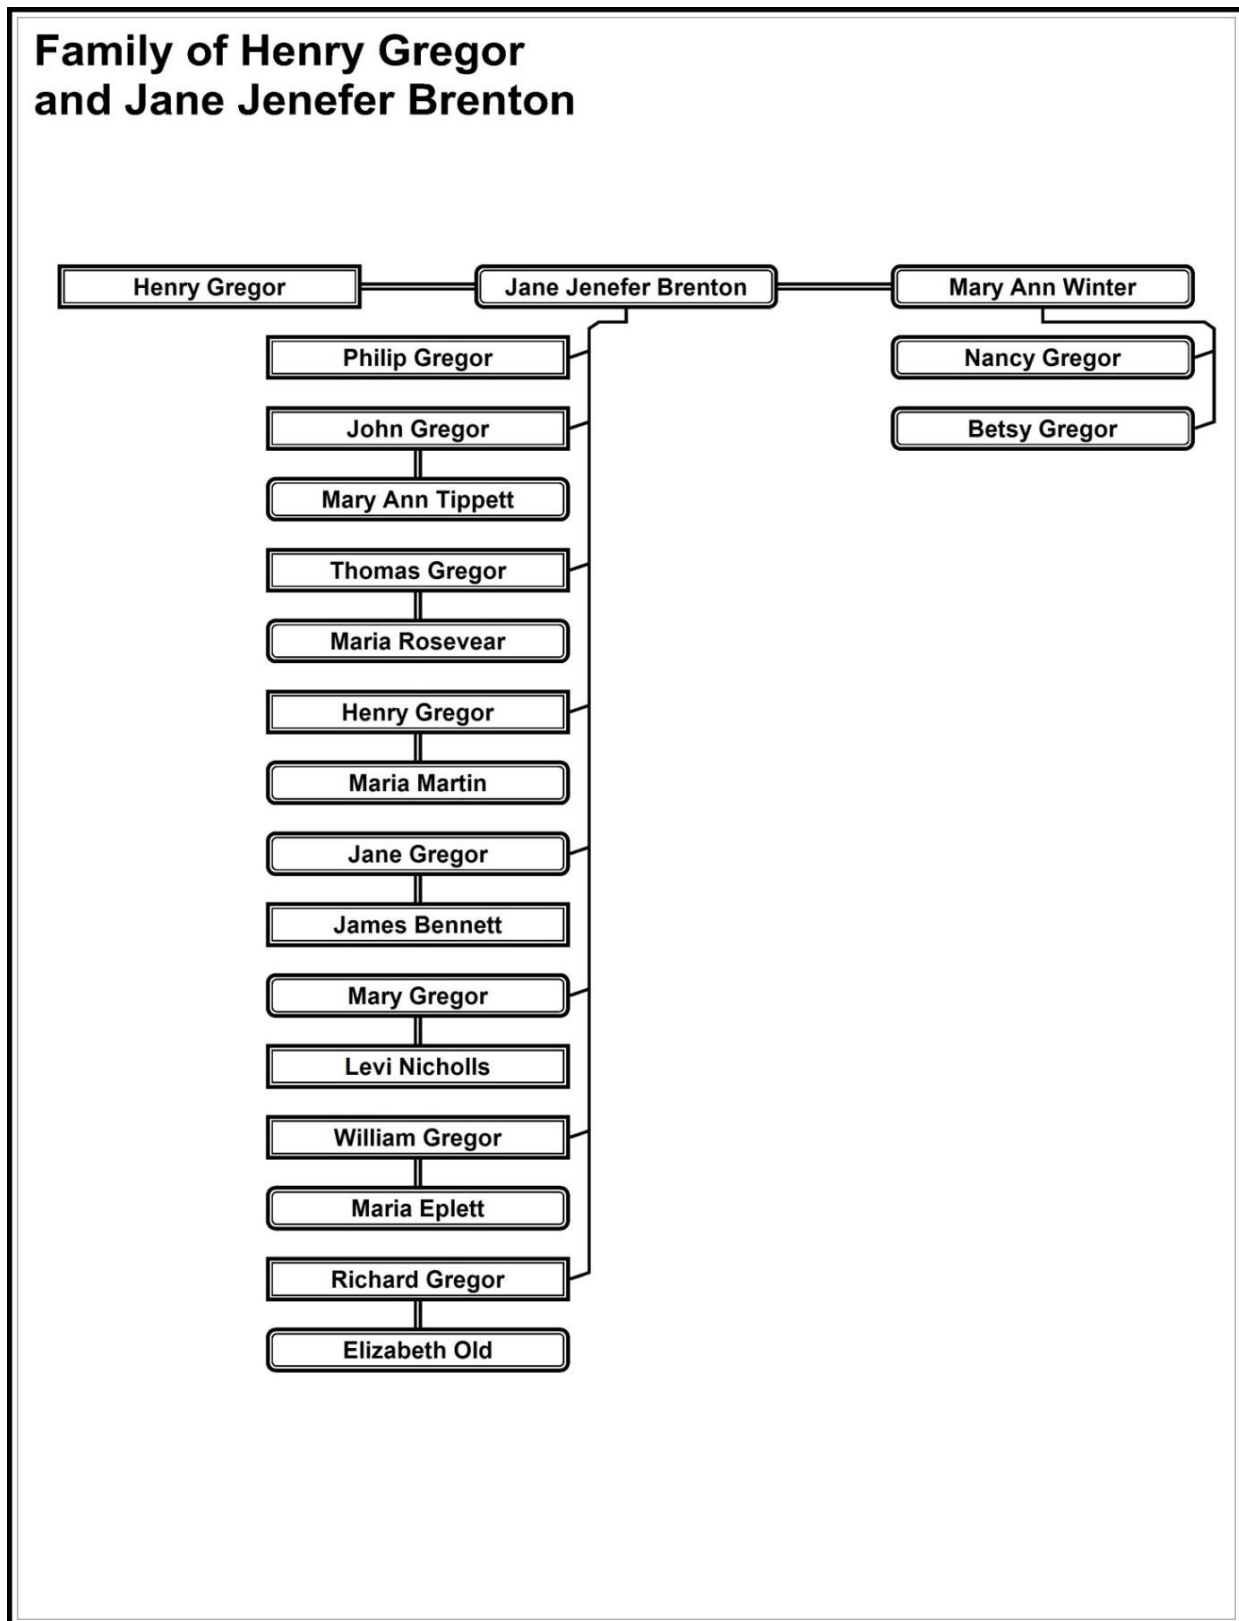 Family of Henry Gregor
and Jane Jenefer Brenton
Henry Gregor
Jane Jenefer Brenton
Mary Ann Winter
Philip Gregor
Nancy Gregor
John Gregor
Betsy Gregor
Mary Ann Tippett
Thomas Gregor
Maria Rosevear
Henry Gregor
Maria Martin
Jane Gregor
James Bennett
Mary Gregor
Levi Nicholls
William Gregor
Maria Eplett
Richard Gregor
Elizabeth Old